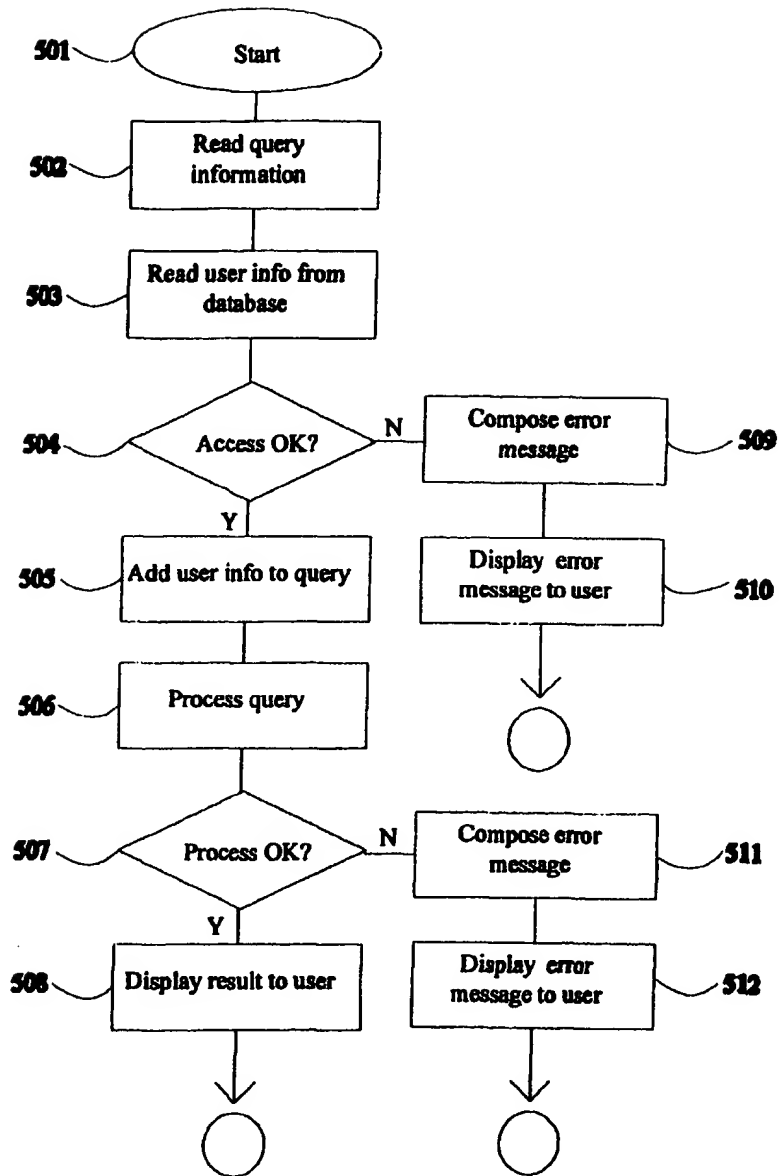 501
Start
502
Read query
information
503
Read user info from
database
504
Access OK?
N
Compose error
message
509
Y
505
Add user info to query
Display error
message to user
510
506
Process query
507
Process OK?
N
Compose error
message
511
Y
508
Display result to user
Display error
message to user
512